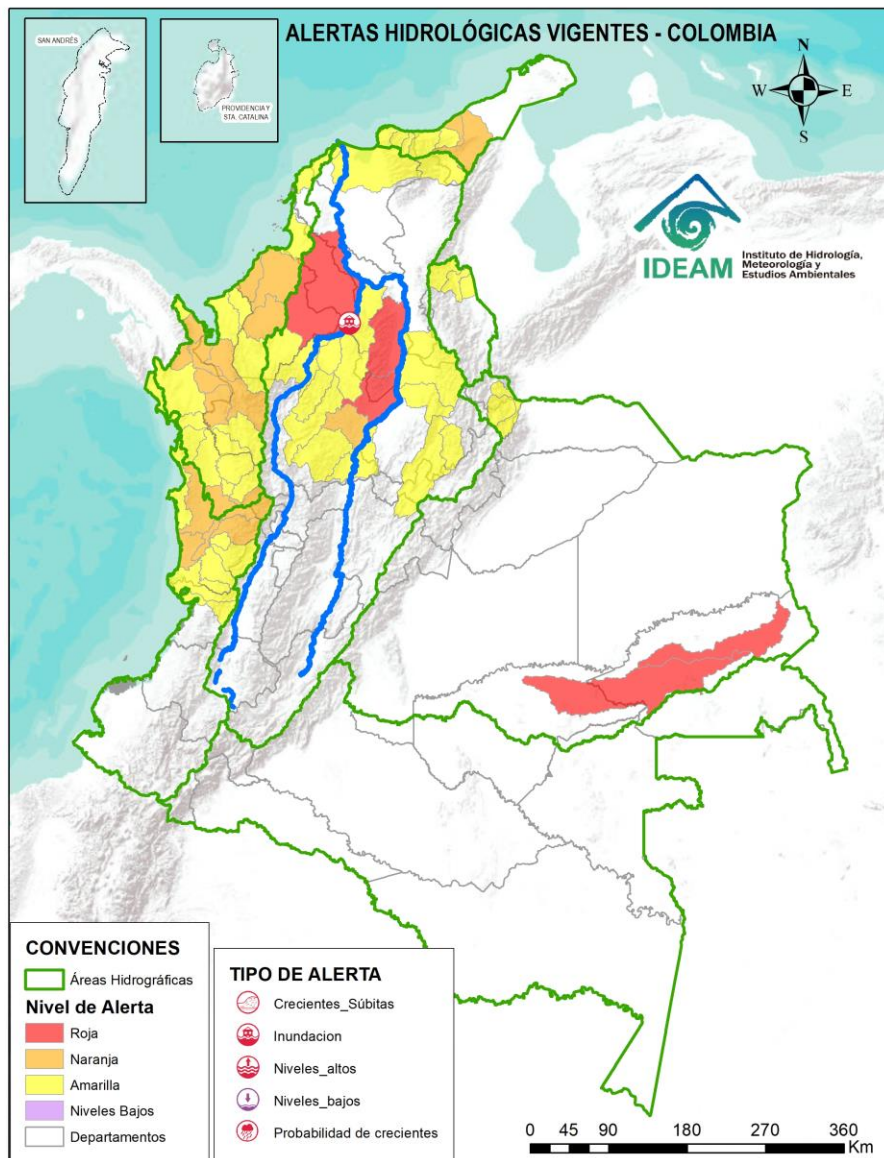 ALERTAS HIDROLÓGICAS VIGENTES - COLOMBIA
SAN ANDRÉS
PROVIDENCIA Y
STA. CATALINA
N
W
E
S
IDEAM
Instituto de Hidrología,
Meteorología y
Estudios Ambientales
CONVENCIONES
Áreas Hidrográficas
Nivel de Alerta
Roja
Naranja
Amarilla
Niveles Bajos
Departamentos
TIPO DE ALERTA
Crecientes_Súbitas
Inundacion
Niveles_altos
Niveles_bajos
Probabilidad de crecientes
0 45 90 180 270 360
Km